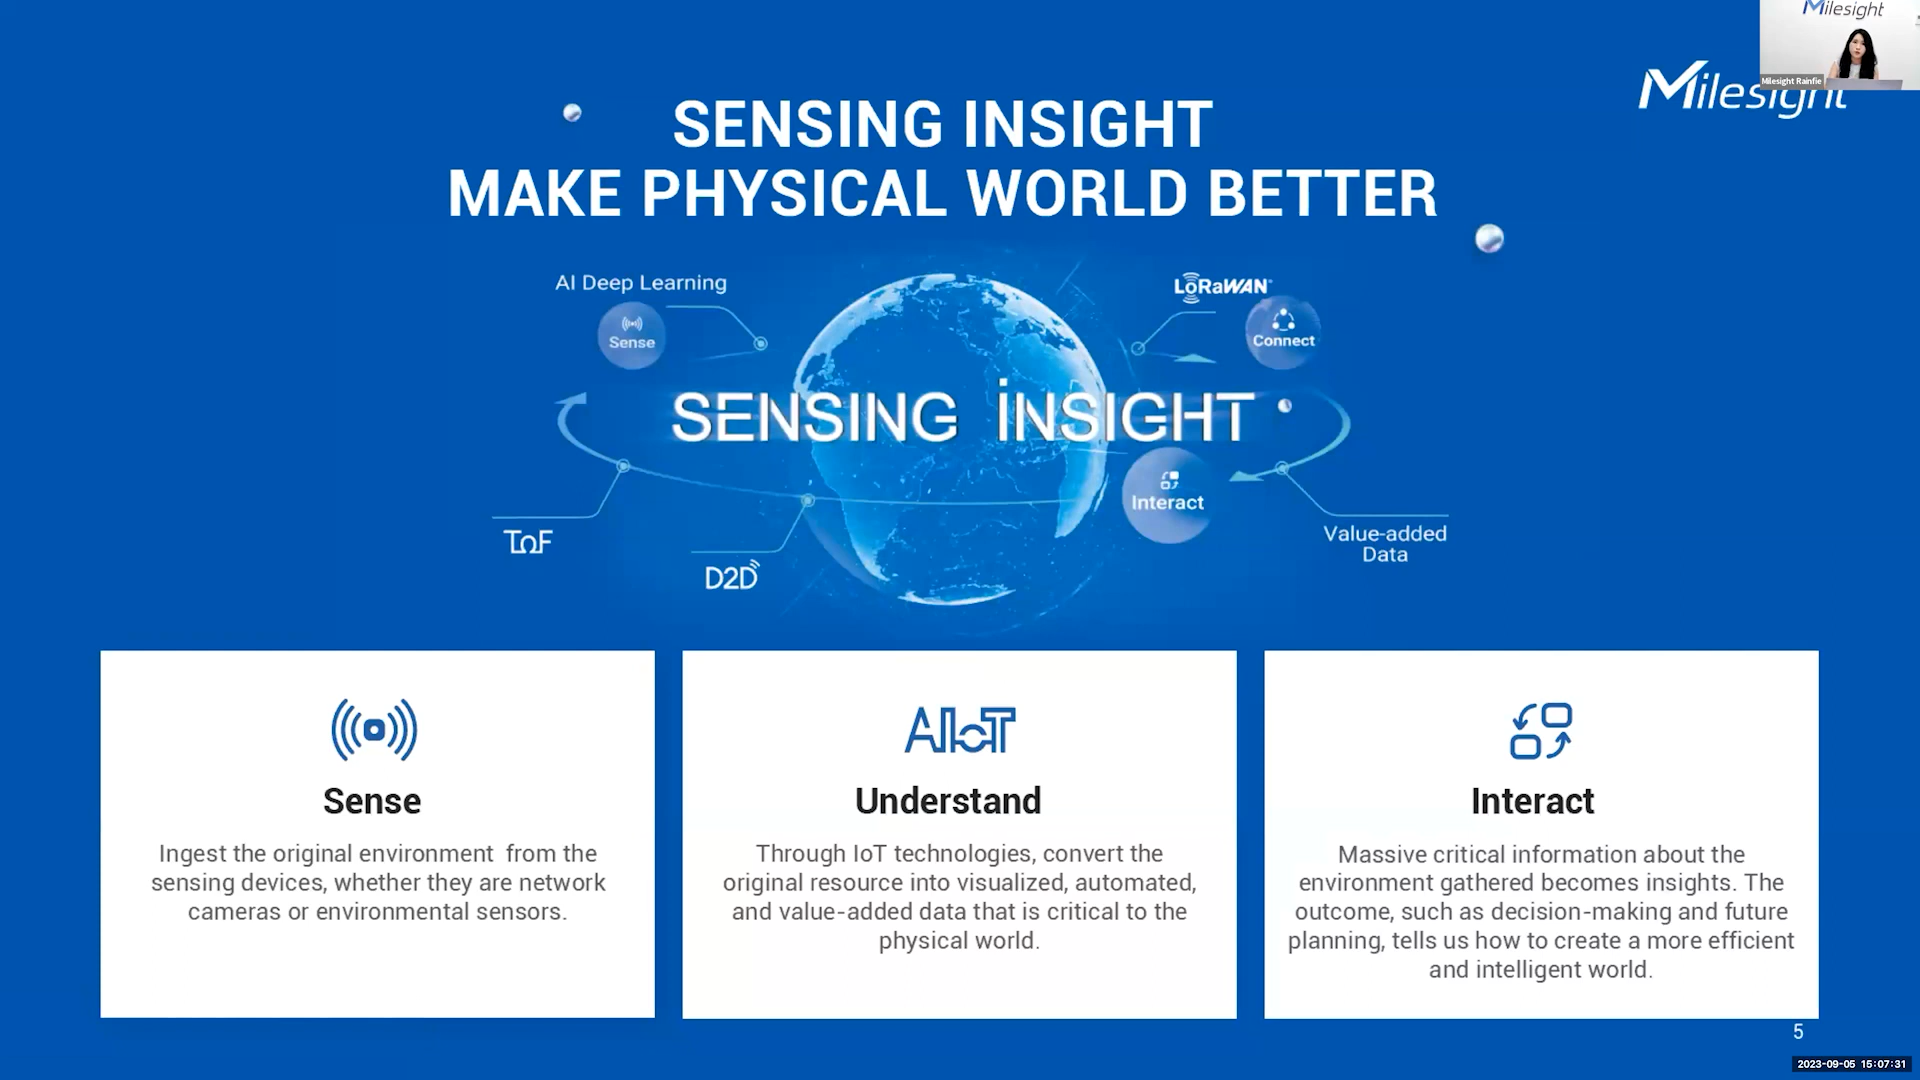 Milesight
Milesight Rainfie
Milesight
SENSING INSIGHT
MAKE PHYSICAL WORLD BETTER
AI Deep Learning
LoRaWAN
Sense
Connect
SENSING iNSIGHT
Interact
ToF
D2D
Value-added
Data
AIoT
Sense
Ingest the original environment from the
sensing devices, whether they are network
cameras or environmental sensors.
Understand
Through IoT technologies, convert the
original resource into visualized, automated,
and value-added data that is critical to the
physical world.
Interact
Massive critical information about the
environment gathered becomes insights. The
outcome, such as decision-making and future
planning, tells us how to create a more efficient
and intelligent world.
5
2023-09-05 15:07:31